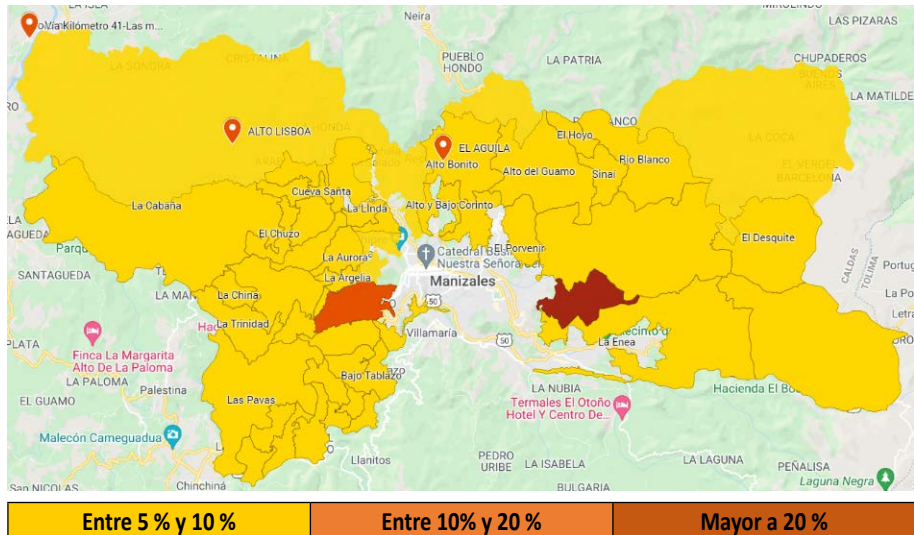 LA ISLA
Neira
MIROLINDO
LAS PIZARAS
Vía Kilómetro 41-Las m...
LA SONORA
CRISTALINA
PUEBLO
HONDO
LA PATRIA
CHUPADEROS
BUENOS
AIRES
LA MATILDE
ALTO LISBOA
EL AGUILA
Alto Bonito
El Hoyo
Rio Blanco
LA COCA
Alto del Guamo
Sinai
EL VERGEL
BARCELONA
Cueva Santa
La Cabaña
La Linda
Alto y Bajo Corinto
El Chuzo
El Desquite
El Porvenir
Catedral Basíl
Nuestra Señora del
La Aurora
La Argelia
Manizales
CALDAS
TOLIMA
SANTAGUEDA
La China
La Trinidad
50
Villamaría
50
La Enea
Finca La Margarita
Alto De La Paloma
LA PALOMA
Palestina
Bajo Tablazo
EL GUAMO
Las Pavas
LA NUBIA
Hacienda El Bo
Termales El Otoño
Hotel Y Centro De...
Malecón Cameguadua
Llanitos
PEDRO
URIBE
LA ISABELA
LA LAGUNA
PEÑALISA
Laguna Negra
San NICOLAS
Chinchiná
BULGARIA
Entre 5 % y 10 %
Entre 10% y 20 %
Mayor a 20 %